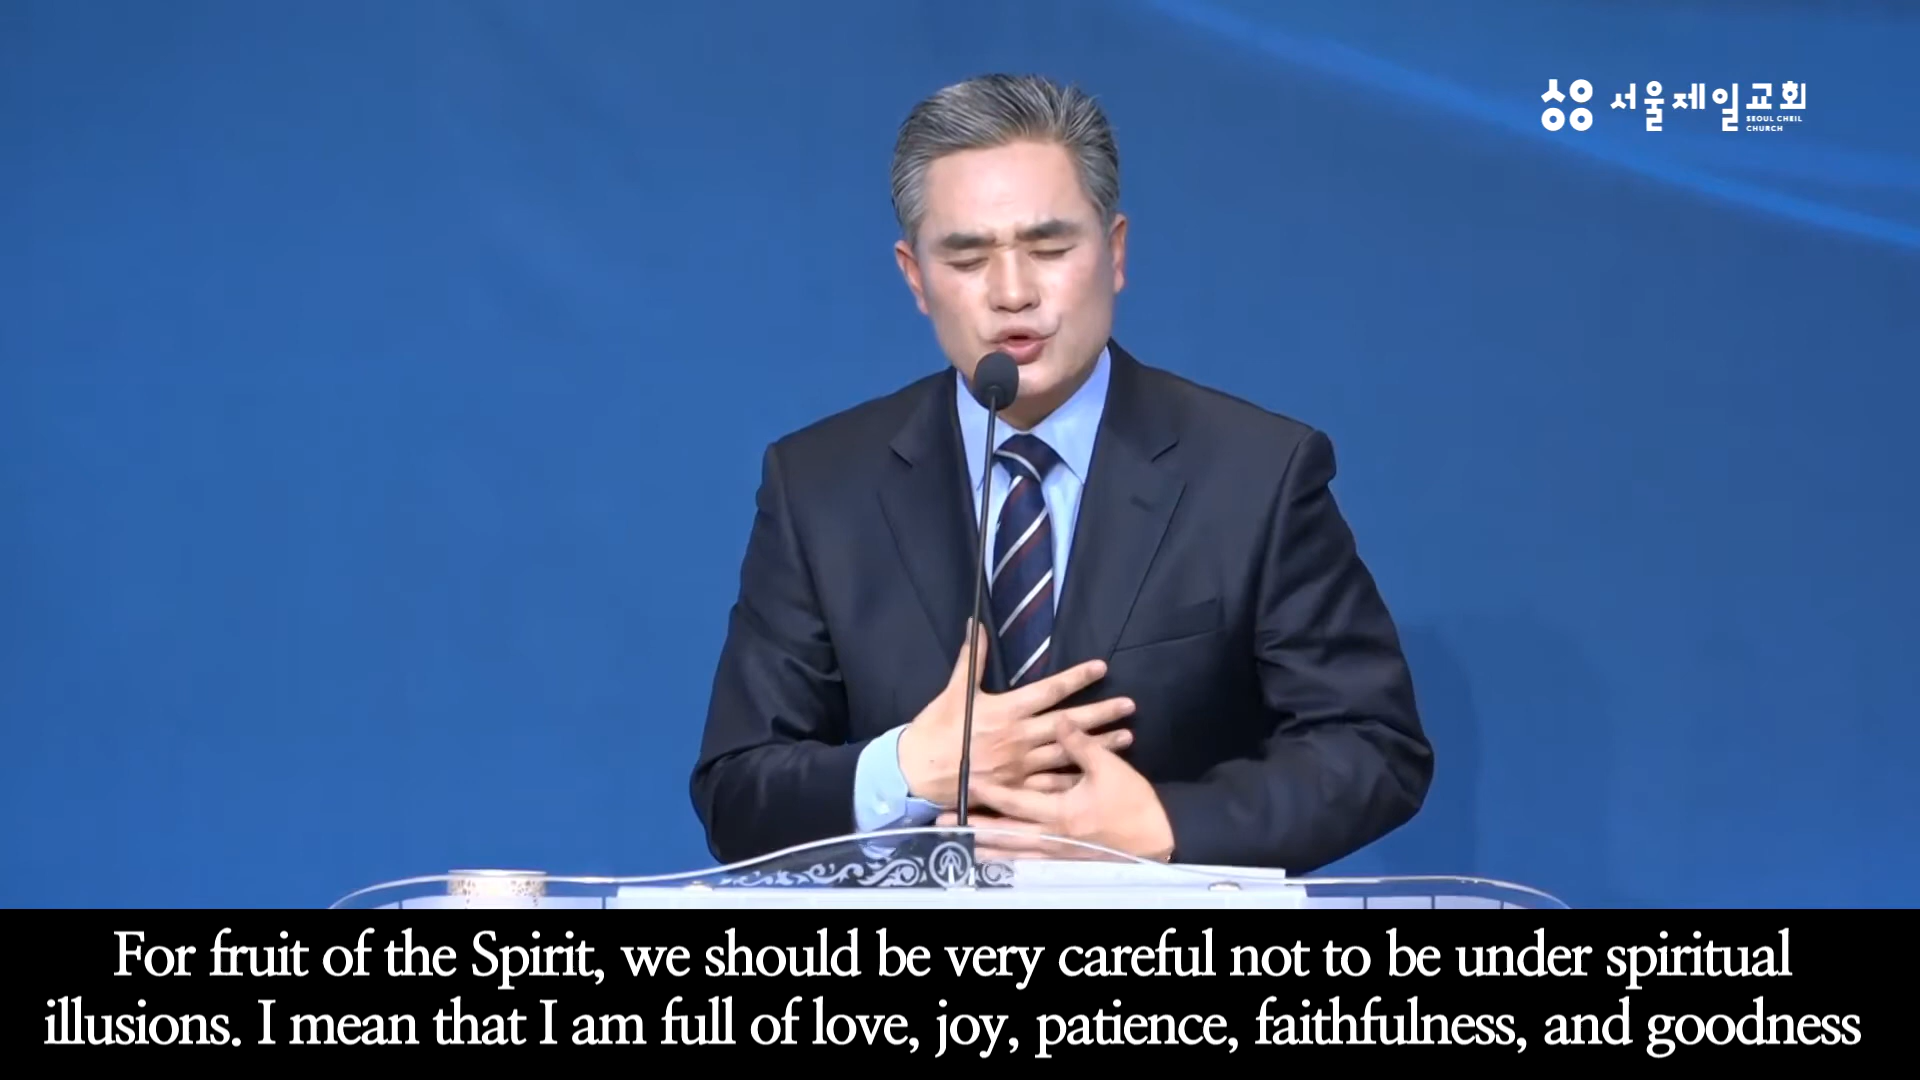 서울제일교회
SEOUL CHEIL
CHURCH
For fruit of the Spirit, we should be very careful not to be under spiritual
illusions. I mean that I am full of love, joy, patience, faithfulness, and goodness